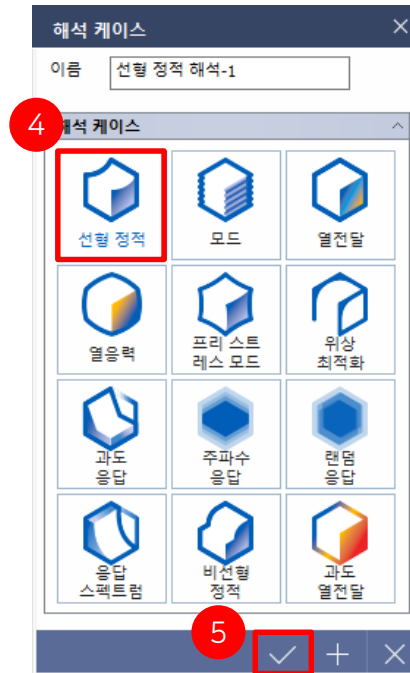 해석 케이스
이름 선형 정적 해석-1
4
해석 케이스
선형 정적 모드 열전달
열응력
프리 스트
레스 모드
위상
최적화
과도
응답
주파수
응답
랜덤
응답
응답
스펙트럼
비선형
정적
과도
열전달
5